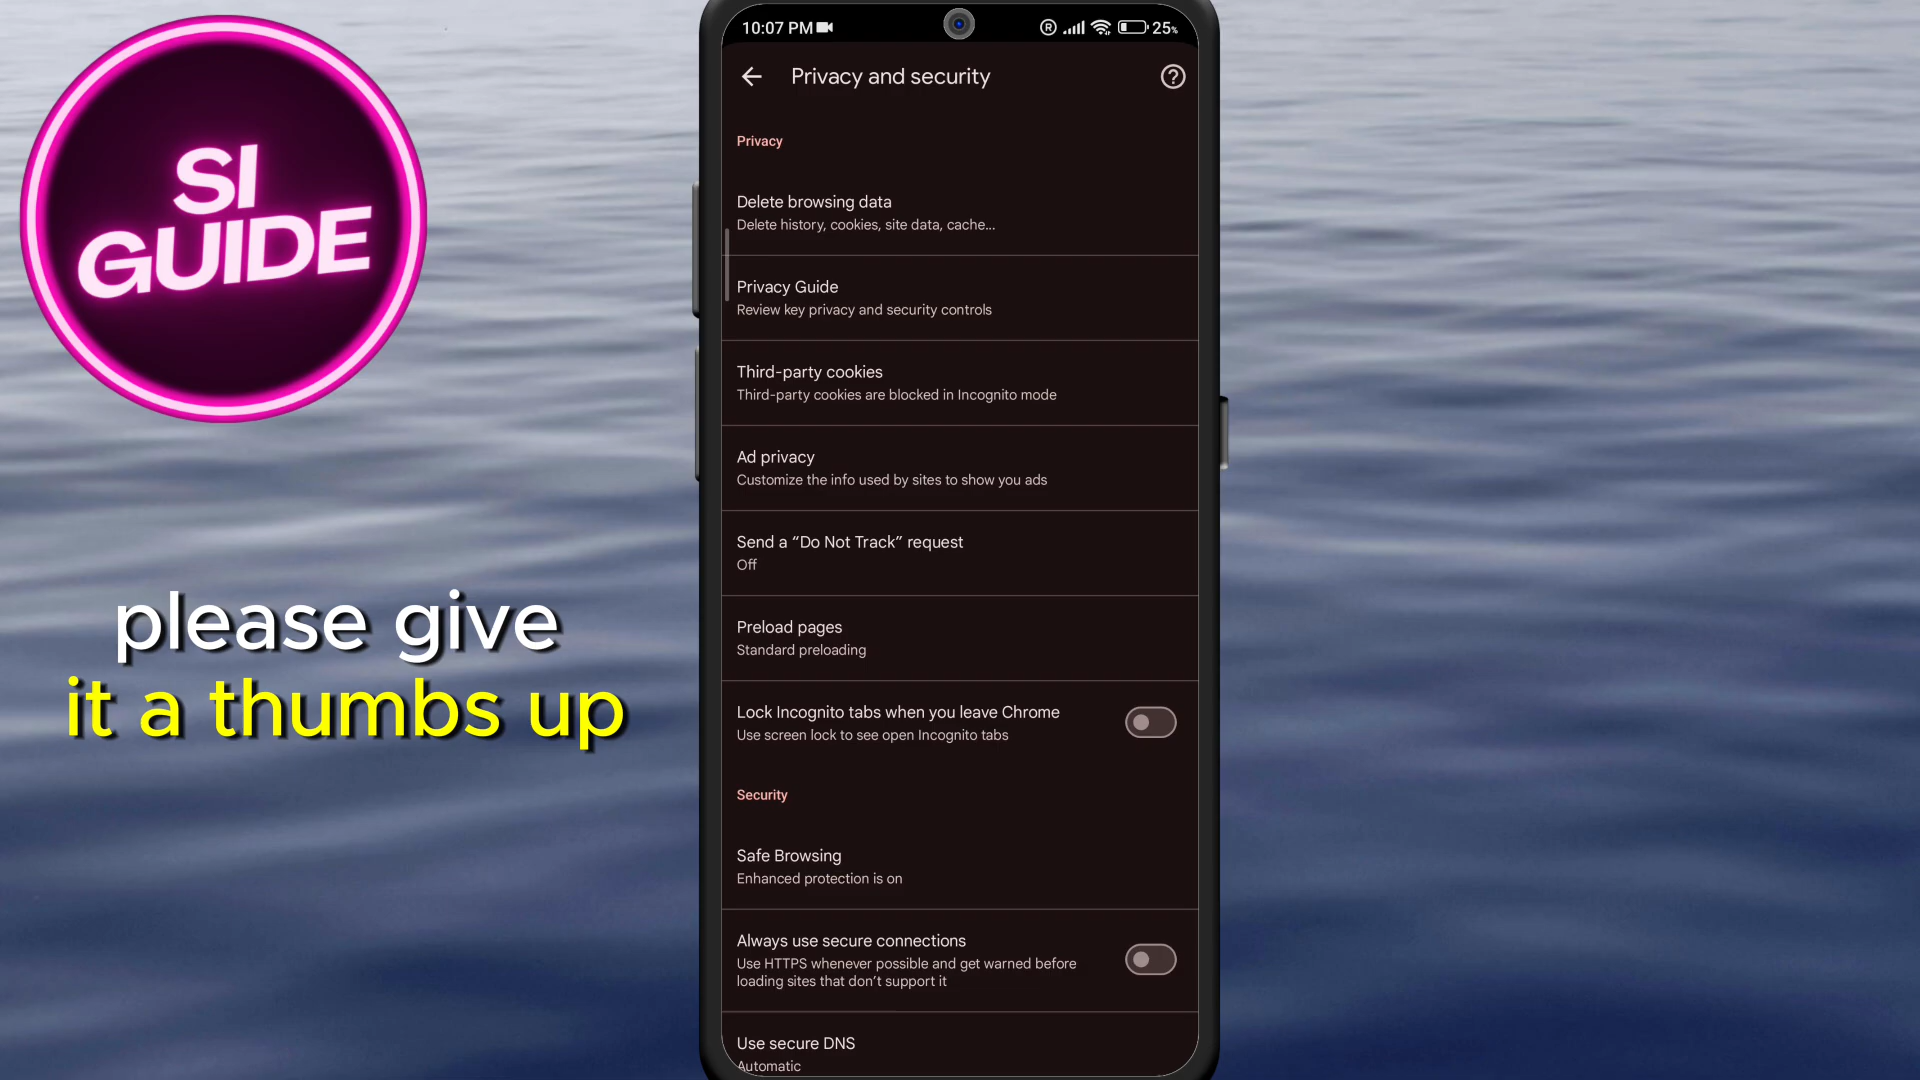 SI
GUIDE
please give
it a thumbs up
10:07 PM
25%
Privacy and security
Privacy
Delete browsing data
Delete history, cookies, site data, cache...
Privacy Guide
Review key privacy and security controls
Third-party cookies
Third-party cookies are blocked in Incognito mode
Ad privacy
Customize the info used by sites to show you ads
Send a “Do Not Track” request
Off
Preload pages
Standard preloading
Lock Incognito tabs when you leave Chrome
Use screen lock to see open Incognito tabs
Security
Safe Browsing
Enhanced protection is on
Always use secure connections
Use HTTPS whenever possible and get warned before
loading sites that don’t support it
Use secure DNS
Automatic